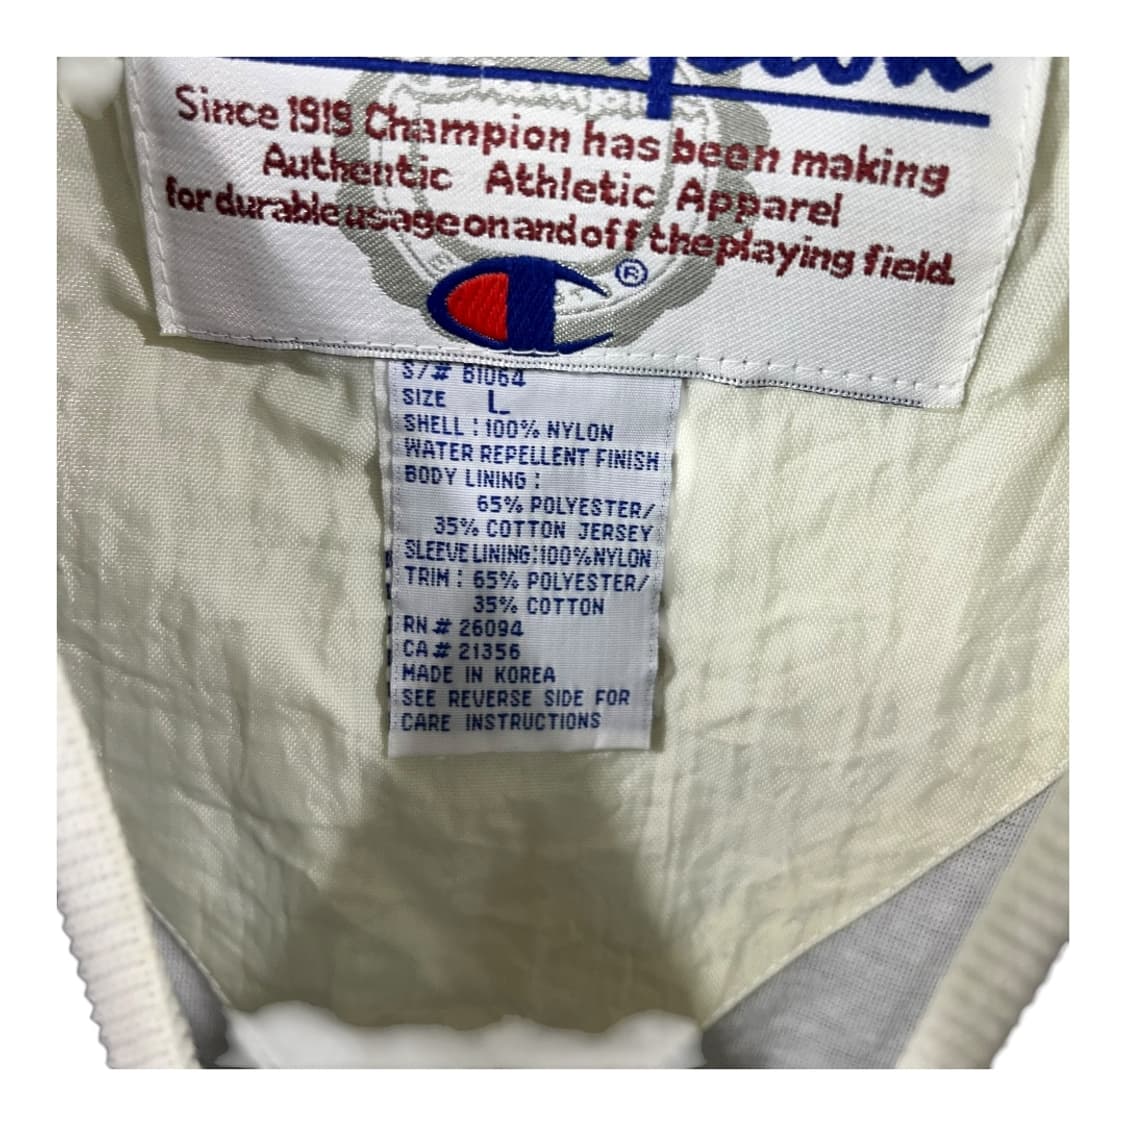 Champion
Since 1919 Champion has been making
Authentic Athletic Apparel
for durable usage on and off the playing field.
®
S/# B1064
SIZE L
SHELL : 100% NYLON
WATER REPELLENT FINISH
BODY LINING :
65% POLYESTER/
35% COTTON JERSEY
SLEEVE LINING:100%NYLON
TRIM : 65% POLYESTER/
35% COTTON
RN # 26094
CA # 21356
MADE IN KOREA
SEE REVERSE SIDE FOR
CARE INSTRUCTIONS